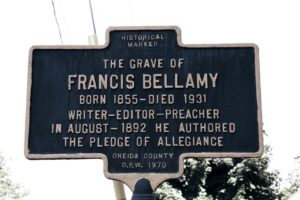 HISTORICAL
MARKER
THE GRAVE OF
FRANCIS BELLAMY
BORN 1855-DIED 1931
WRITER-EDITOR-PREACHER
IN AUGUST-1892 HE AUTHORED
THE PLEDGE OF ALLEGIANCE
ONEIDA COUNTY
D.P.W. 1970